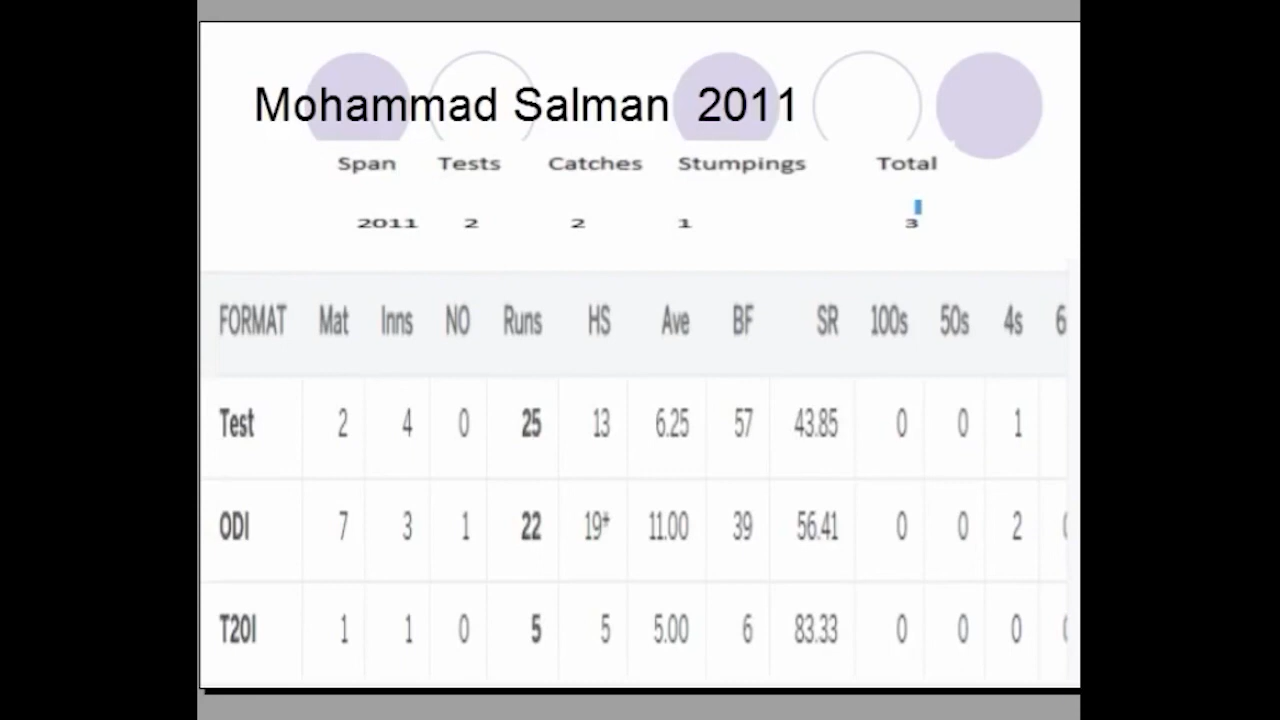 Mohammad Salman 2011
Span Tests Catches Stumpings Total
2011 2 2 1 3
FORMAT Mat Inns NO Runs HS Ave BF SR 100s 50s 4s 6
Test 2 4 0 25 13 6.25 57 43.85 0 0 1
ODI 7 3 1 22 19* 11.00 39 56.41 0 0 2
T20I 1 1 0 5 5 5.00 6 83.33 0 0 0